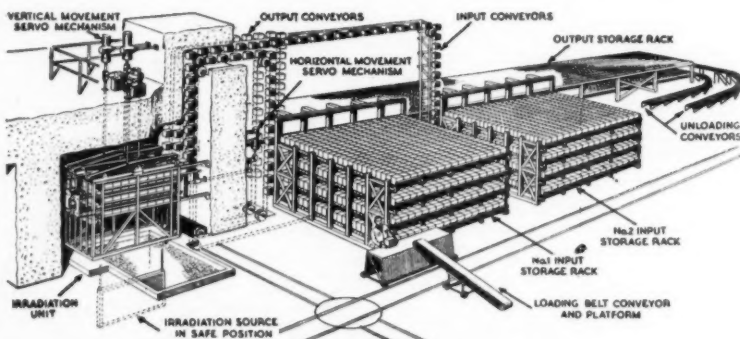 VERTICAL MOVEMENT
SERVO MECHANISM
OUTPUT CONVEYORS
INPUT CONVEYORS
HORIZONTAL MOVEMENT
SERVO MECHANISM
OUTPUT STORAGE RACK
UNLOADING
CONVEYORS
No.2 INPUT
STORAGE RACK
No.1 INPUT
STORAGE RACK
LOADING BELT CONVEYOR
AND PLATFORM
IRRADIATION
UNIT
IRRADIATION SOURCE
IN SAFE POSITION